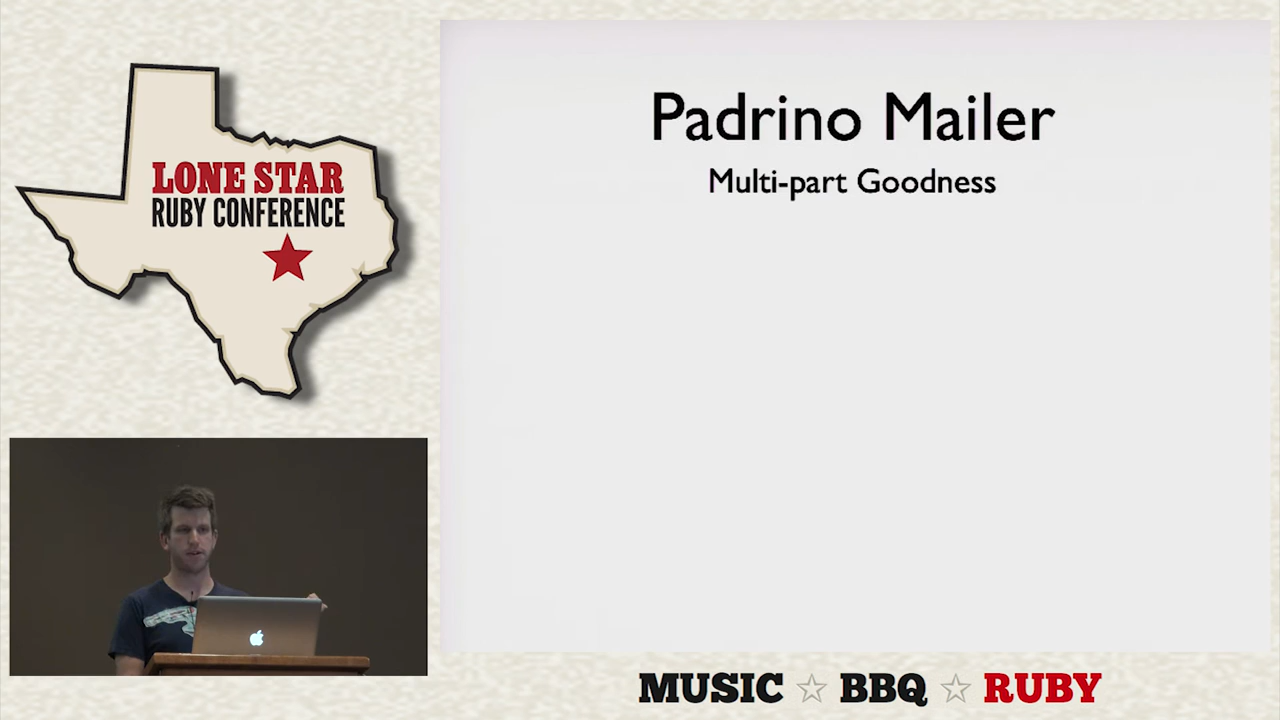 LONE STAR
RUBY CONFERENCE
Padrino Mailer
Multi-part Goodness
MUSIC ☆ BBQ ☆ RUBY